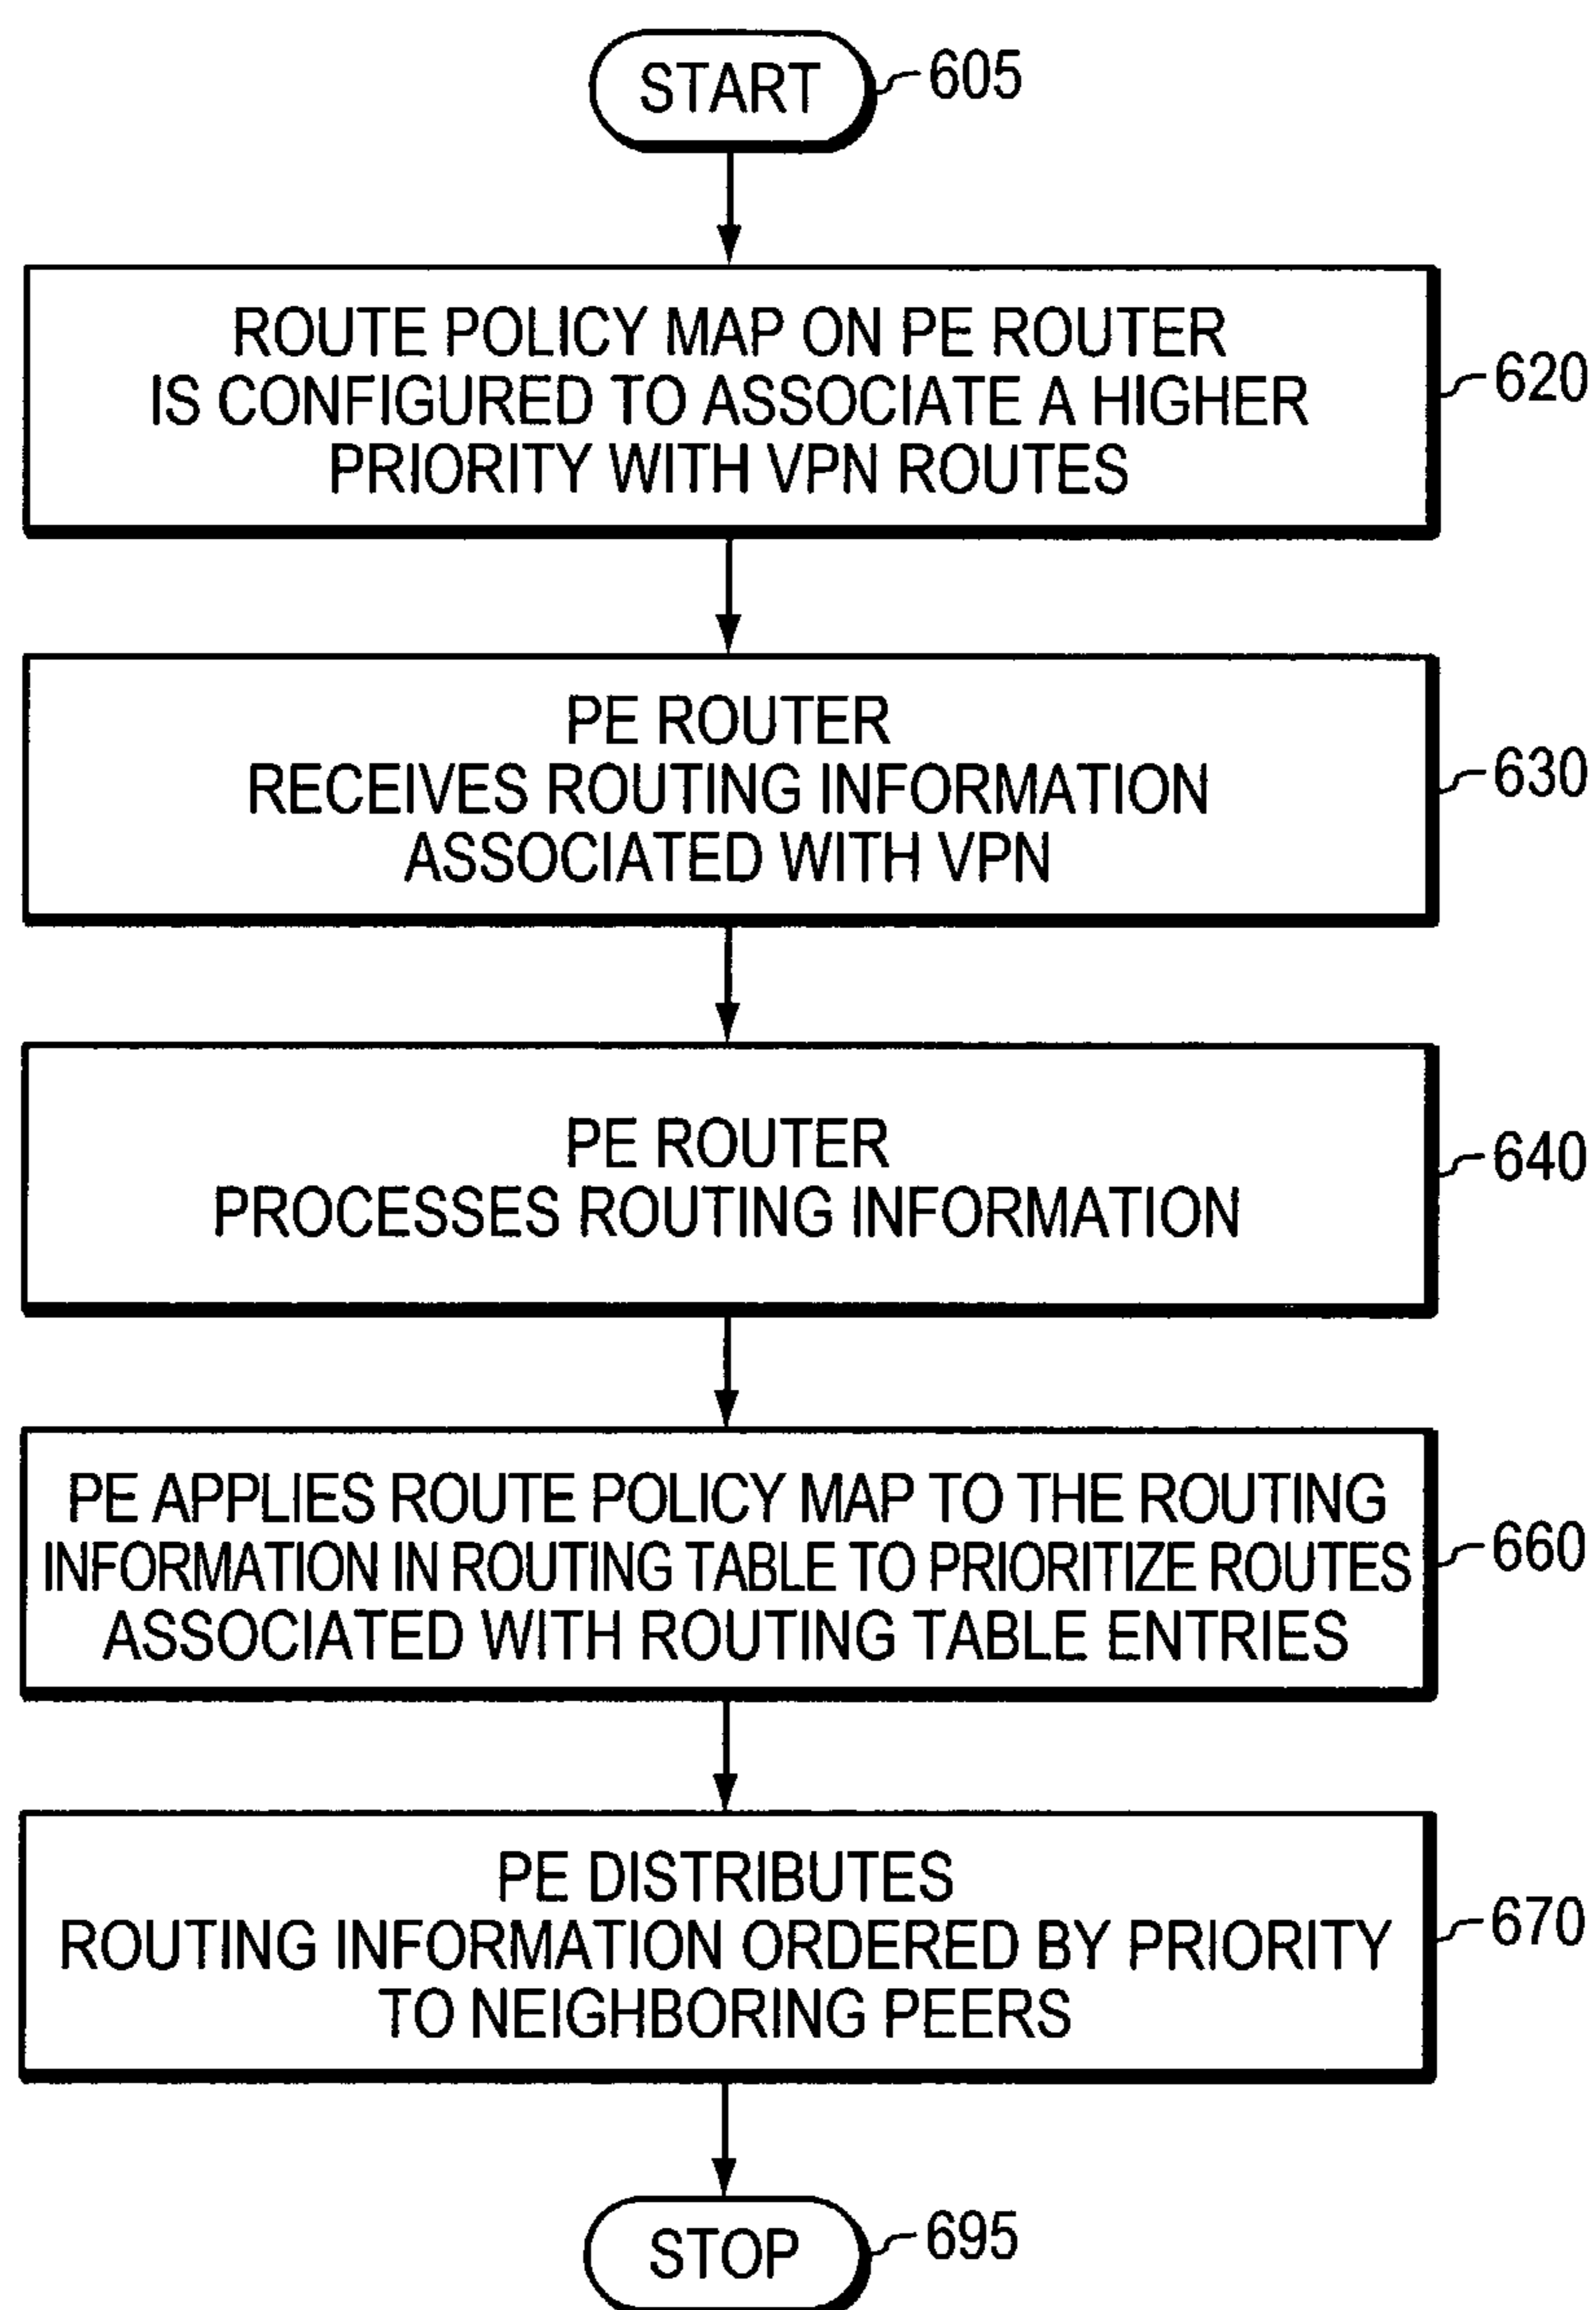 START
605
ROUTE POLICY MAP ON PE ROUTER
IS CONFIGURED TO ASSOCIATE A HIGHER
PRIORITY WITH VPN ROUTES
620
PE ROUTER
RECEIVES ROUTING INFORMATION
ASSOCIATED WITH VPN
630
PE ROUTER
PROCESSES ROUTING INFORMATION
640
PE APPLIES ROUTE POLICY MAP TO THE ROUTING
INFORMATION IN ROUTING TABLE TO PRIORITIZE ROUTES
ASSOCIATED WITH ROUTING TABLE ENTRIES
660
PE DISTRIBUTES
ROUTING INFORMATION ORDERED BY PRIORITY
TO NEIGHBORING PEERS
670
STOP
695